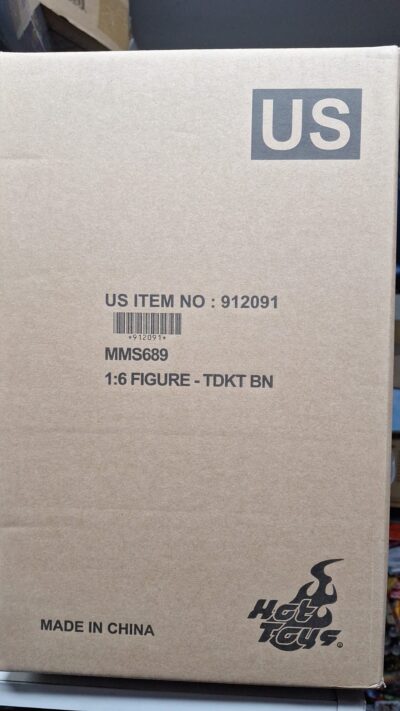 US
US ITEM NO : 912091
*912091*
MMS689
1:6 FIGURE - TDKT BN
MADE IN CHINA
Hot
Toys®